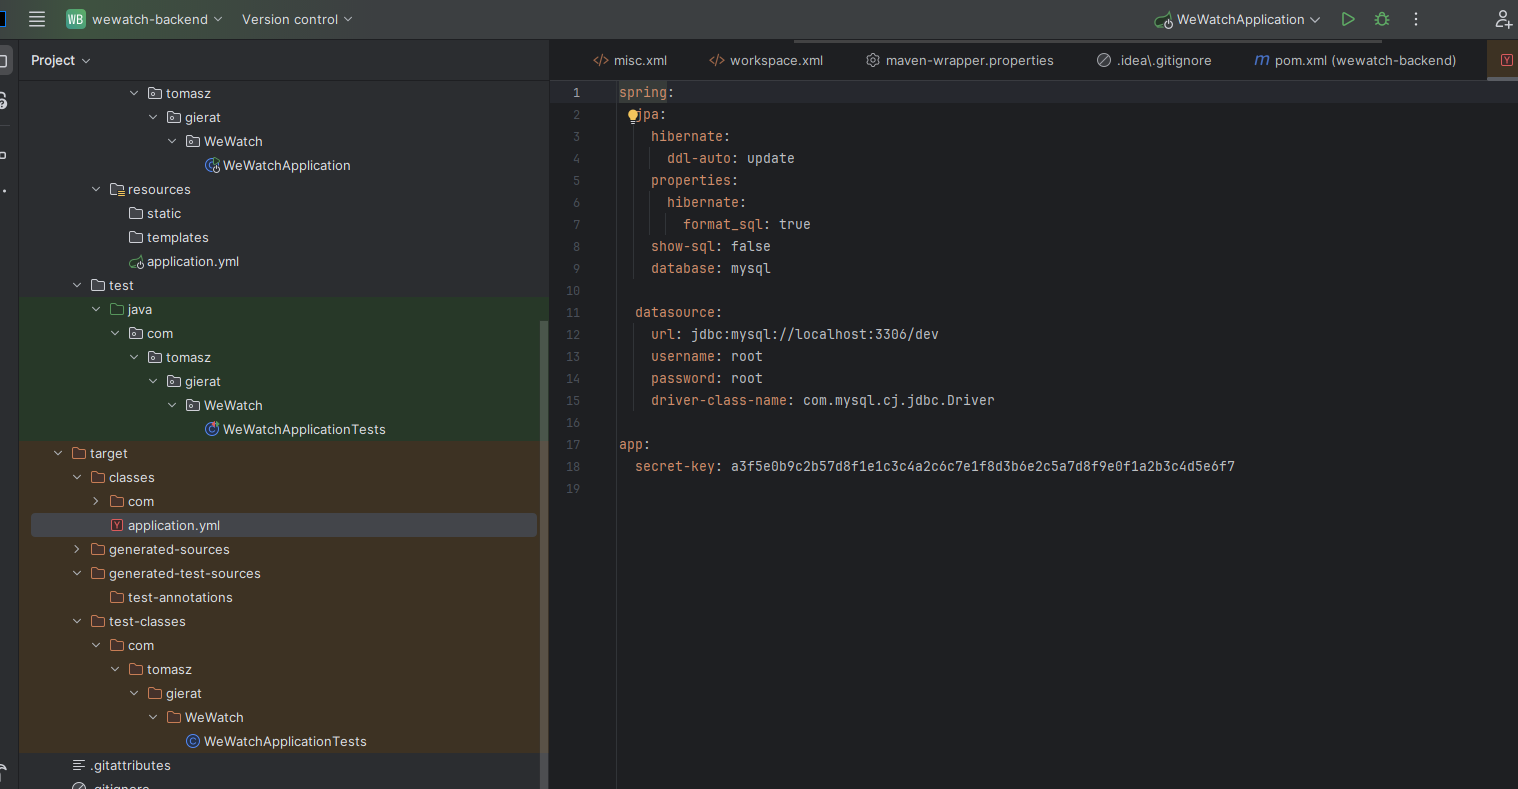 WB wewatch-backend Version control WeWatchApplication
Project
misc.xml workspace.xml maven-wrapper.properties .idea\.gitignore pom.xml (wewatch-backend)
tomasz
gierat
WeWatch
WeWatchApplication
resources
static
templates
application.yml
test
java
com
tomasz
gierat
WeWatch
WeWatchApplicationTests
target
classes
com
application.yml
generated-sources
generated-test-sources
test-annotations
test-classes
com
tomasz
gierat
WeWatch
WeWatchApplicationTests
.gitattributes
.gitignore
1 spring:
2 jpa:
3 hibernate:
4 ddl-auto: update
5 properties:
6 hibernate:
7 format_sql: true
8 show-sql: false
9 database: mysql
10
11 datasource:
12 url: jdbc:mysql://localhost:3306/dev
13 username: root
14 password: root
15 driver-class-name: com.mysql.cj.jdbc.Driver
16
17 app:
18 secret-key: a3f5e0b9c2b57d8f1e1c3c4a2c6c7e1f8d3b6e2c5a7d8f9e0f1a2b3c4d5e6f7
19